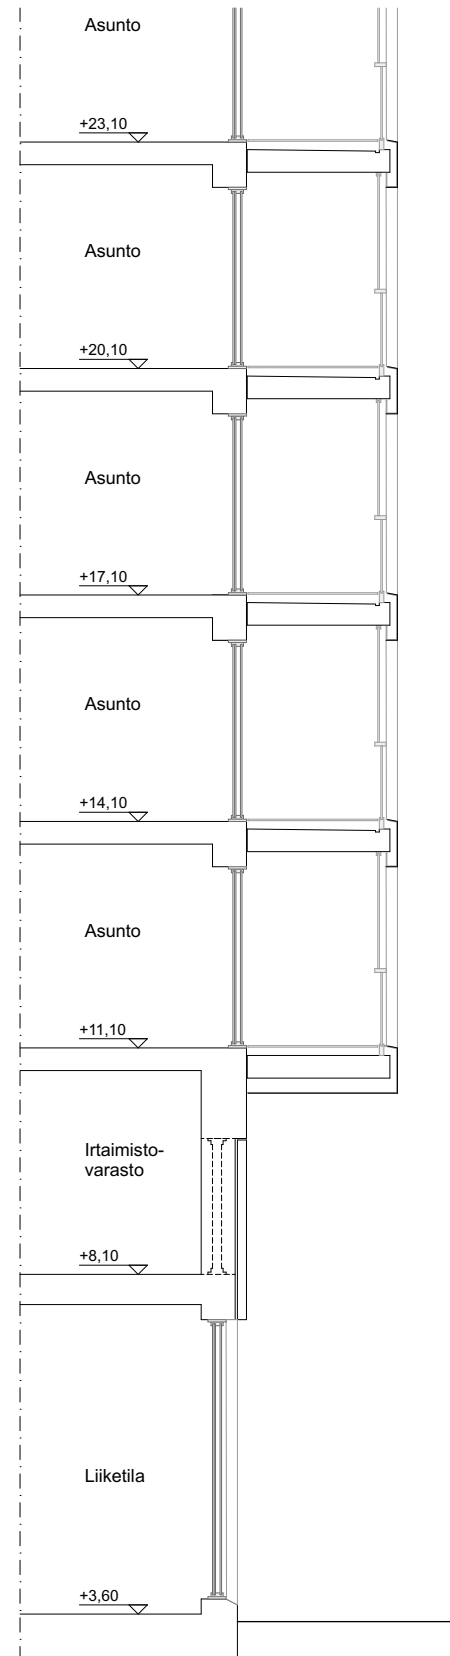 Asunto
+23,10
Asunto
+20,10
Asunto
+17,10
Asunto
+14,10
Asunto
+11,10
Irtaimisto-
varasto
+8,10
Liiketila
+3,60